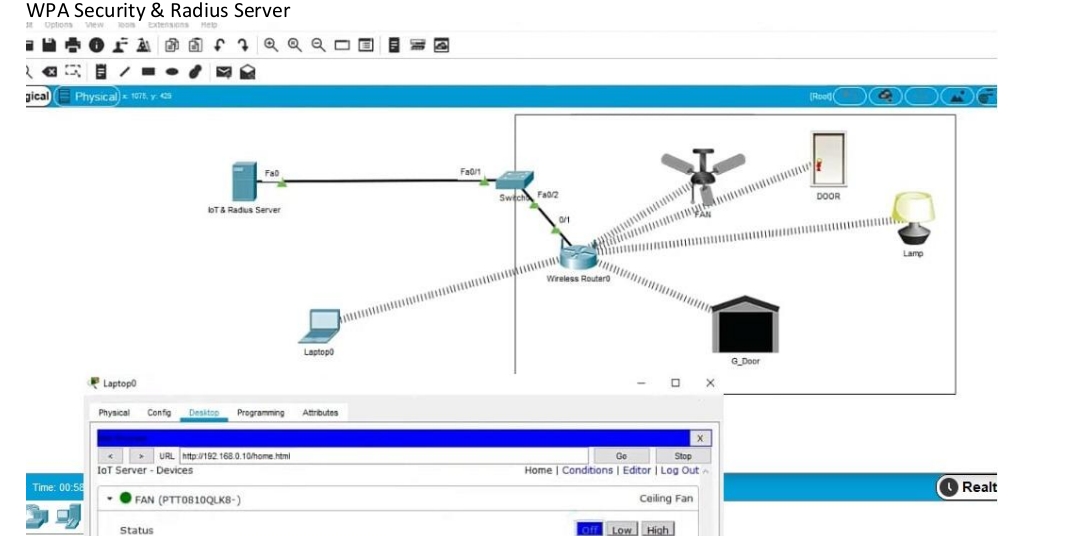 WPA Security & Radius Server
Options View Tools Extensions Help
gical Physical x: 1075, y: 429 [Root]
Fa0
Fa0/1
IoT & Radius Server
Fa0/2
0/1
FAN
DOOR
Lamp
Wireless Router0
Laptop0
G_Door
Laptop0
Physical Config Desktop Programming Attributes
X
< > URL http://192.168.0.10/home.html Go Stop
IoT Server - Devices Home | Conditions | Editor | Log Out
Time: 00:58 Realt
FAN (PTT0810QLK8-) Ceiling Fan
Status Off Low High